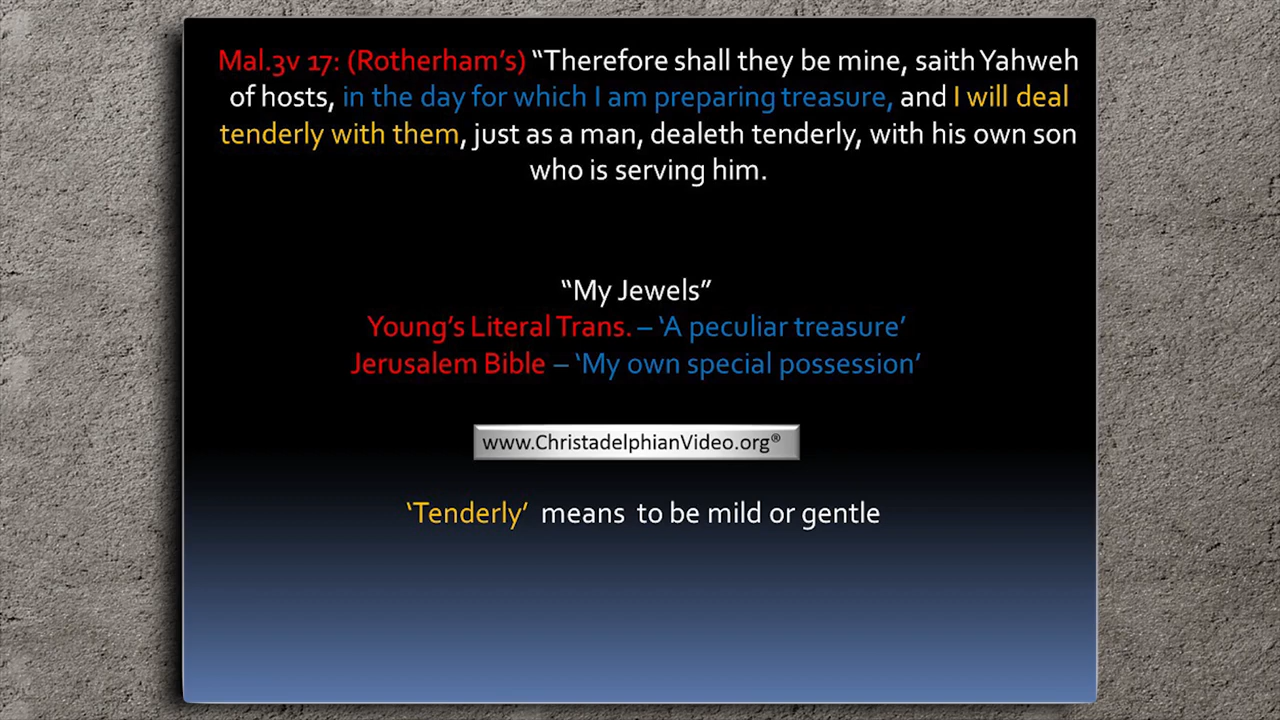 Mal.3v 17: (Rotherham's) “Therefore shall they be mine, saith Yahweh
of hosts, in the day for which I am preparing treasure, and I will deal
tenderly with them, just as a man, dealeth tenderly, with his own son
who is serving him.
“My Jewels”
Young's Literal Trans. – ‘A peculiar treasure’
Jerusalem Bible – ‘My own special possession’
www.ChristadelphianVideo.org®
‘Tenderly’ means to be mild or gentle